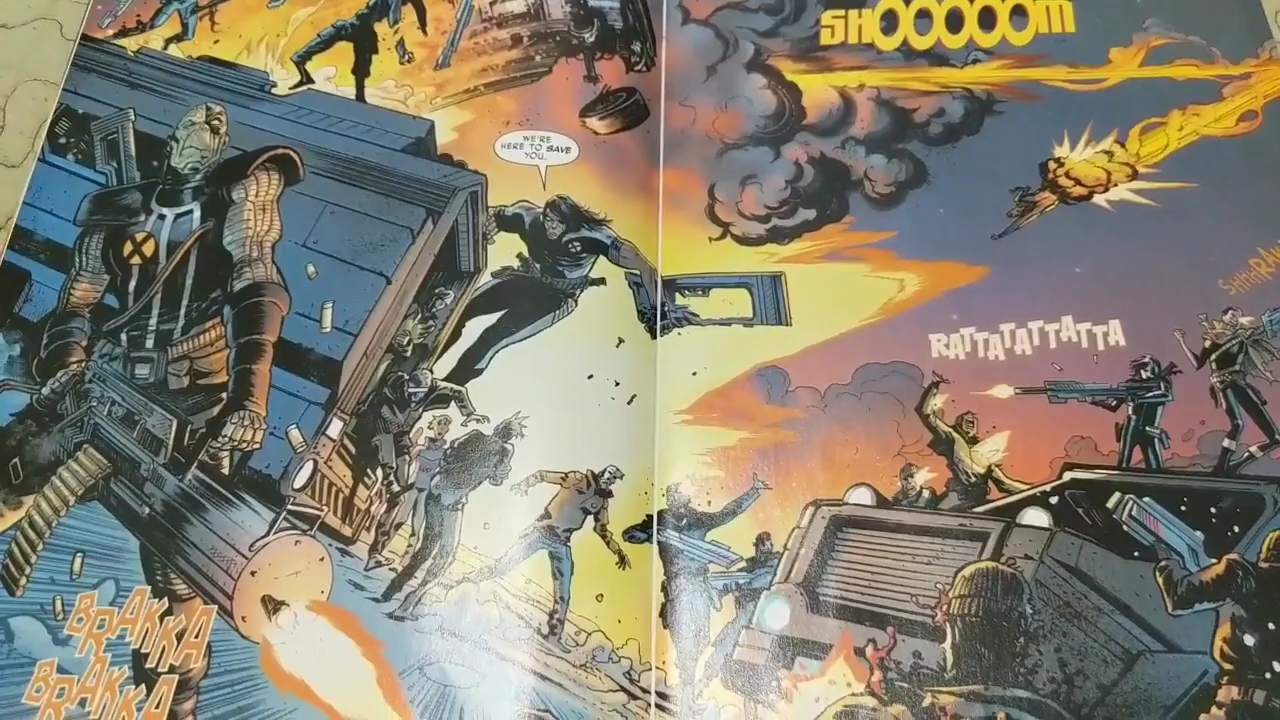 SHOOOOOM
WE'RE
HERE TO SAVE
YOU.
RATTATATTATTA
BRAKKA
BRAKKA